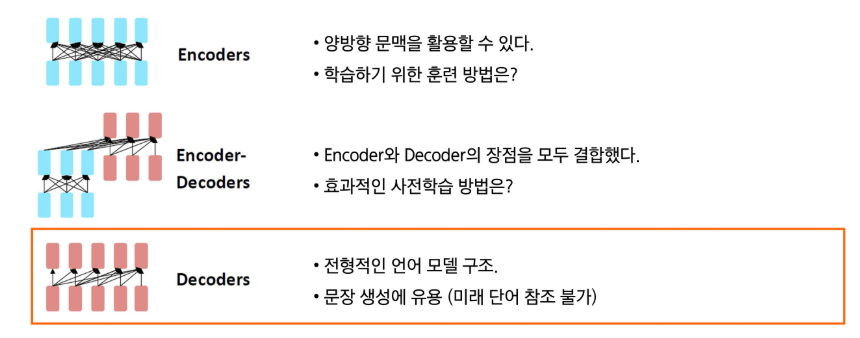 Encoders
• 양방향 문맥을 활용할 수 있다.
• 학습하기 위한 훈련 방법은?
Encoder-
Decoders
• Encoder와 Decoder의 장점을 모두 결합했다.
• 효과적인 사전학습 방법은?
Decoders
• 전형적인 언어 모델 구조.
• 문장 생성에 유용 (미래 단어 참조 불가)